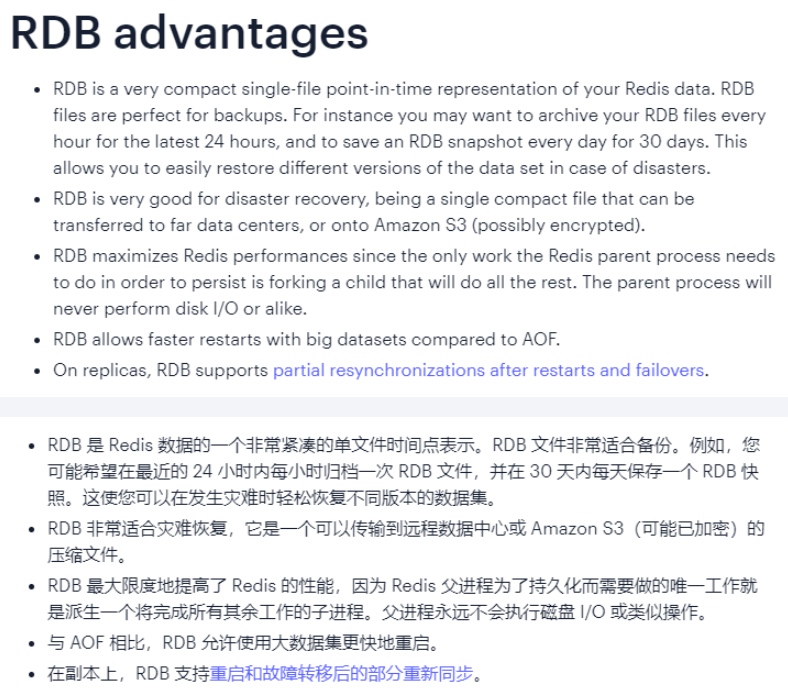 RDB advantages
• RDB is a very compact single-file point-in-time representation of your Redis data. RDB
files are perfect for backups. For instance you may want to archive your RDB files every
hour for the latest 24 hours, and to save an RDB snapshot every day for 30 days. This
allows you to easily restore different versions of the data set in case of disasters.
• RDB is very good for disaster recovery, being a single compact file that can be
transferred to far data centers, or onto Amazon S3 (possibly encrypted).
• RDB maximizes Redis performances since the only work the Redis parent process needs
to do in order to persist is forking a child that will do all the rest. The parent process will
never perform disk I/O or alike.
• RDB allows faster restarts with big datasets compared to AOF.
• On replicas, RDB supports partial resynchronizations after restarts and failovers.
• RDB 是 Redis 数据的一个非常紧凑的单文件时间点表示。RDB 文件非常适合备份。例如，您
可能希望在最近的 24 小时内每小时归档一次 RDB 文件，并在 30 天内每天保存一个 RDB 快
照。这使您可以在发生灾难时轻松恢复不同版本的数据集。
• RDB 非常适合灾难恢复，它是一个可以传输到远程数据中心或 Amazon S3（可能已加密）的
压缩文件。
• RDB 最大限度地提高了 Redis 的性能，因为 Redis 父进程为了持久化而需要做的唯一工作就
是派生一个将完成所有其余工作的子进程。父进程永远不会执行磁盘 I/O 或类似操作。
• 与 AOF 相比，RDB 允许使用大数据集更快地重启。
• 在副本上，RDB 支持重启和故障转移后的部分重新同步。